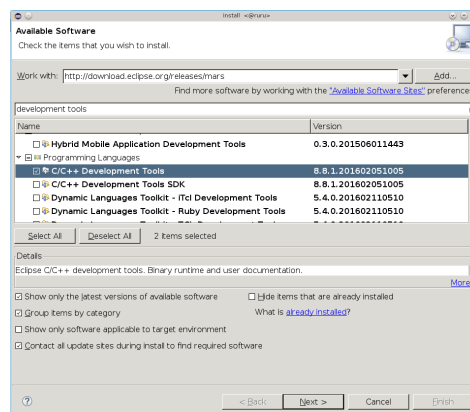 Install <@ruru>
Available Software
Check the items that you wish to install.
Work with: http://download.eclipse.org/releases/mars Add...
Find more software by working with the "Available Software Sites" preferences
development tools
Name Version
Hybrid Mobile Application Development Tools 0.3.0.201506011443
Programming Languages
C/C++ Development Tools 8.8.1.201602051005
C/C++ Development Tools SDK 8.8.1.201602051005
Dynamic Languages Toolkit - iTcl Development Tools 5.4.0.201602110510
Dynamic Languages Toolkit - Ruby Development Tools 5.4.0.201602110510
Select All Deselect All 2 items selected
Details
Eclipse C/C++ development tools. Binary runtime and user documentation.
More
Show only the latest versions of available software Hide items that are already installed
Group items by category What is already installed?
Show only software applicable to target environment
Contact all update sites during install to find required software
? < Back Next > Cancel Finish